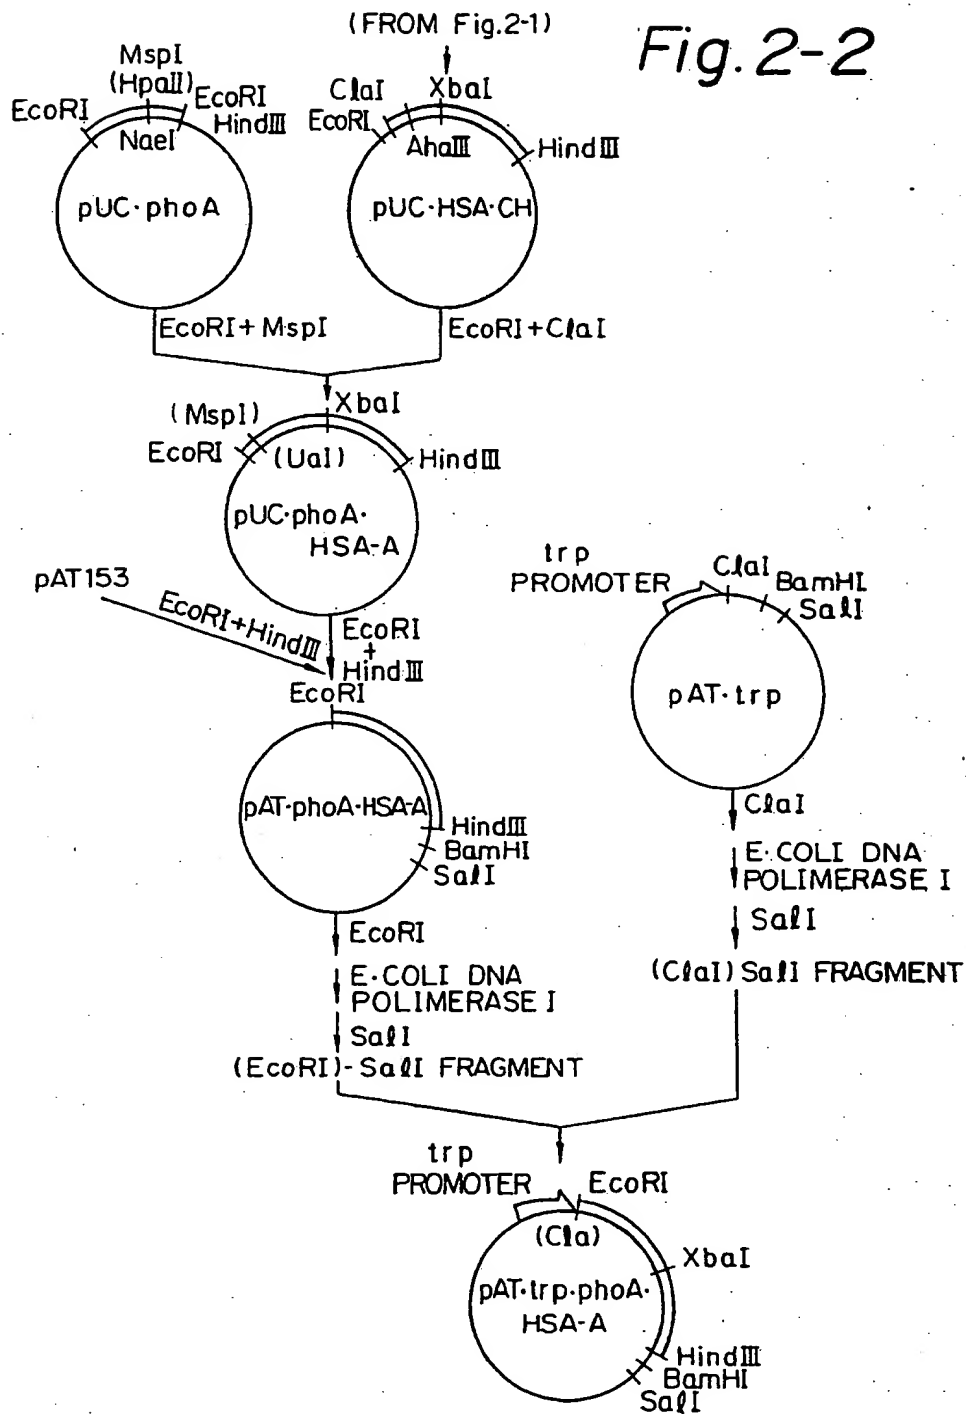 (FROM Fig.2-1)
Fig. 2-2
MspI
(HpaII)
EcoRI
EcoRI
HindIII
NaeI
pUC·phoA
ClaI
XbaI
EcoRI
AhaIII
HindIII
pUC·HSA·CH
EcoRI+MspI
EcoRI+ClaI
(MspI)
XbaI
EcoRI
(UaI)
HindIII
pUC·phoA·
HSA-A
pAT153
EcoRI+HindIII
EcoRI
+
HindIII
EcoRI
pAT·phoA·HSA-A
HindIII
BamHI
SalI
EcoRI
E·COLI DNA
POLIMERASE I
SalI
(EcoRI)-SalI FRAGMENT
trp
PROMOTER
ClaI
BamHI
SalI
pAT·trp
ClaI
E·COLI DNA
POLIMERASE I
SalI
(ClaI) SalI FRAGMENT
trp
PROMOTER
EcoRI
(Cla)
XbaI
pAT·trp·phoA·
HSA-A
HindIII
BamHI
SalI